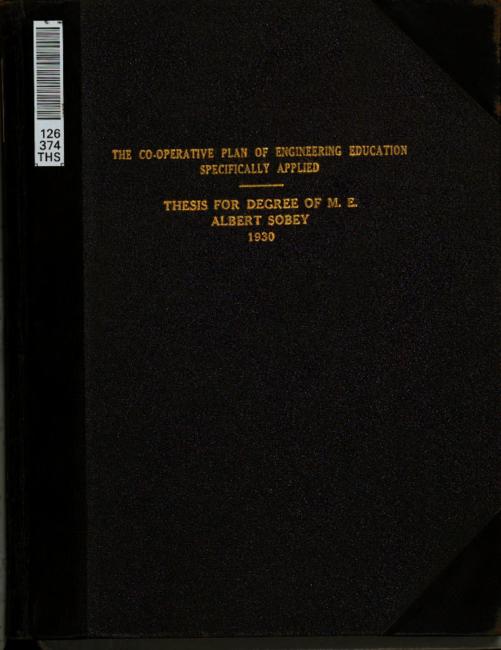 126
374
THS
THE CO-OPERATIVE PLAN OF ENGINEERING EDUCATION
SPECIFICALLY APPLIED
THESIS FOR DEGREE OF M. E.
ALBERT SOBEY
1930